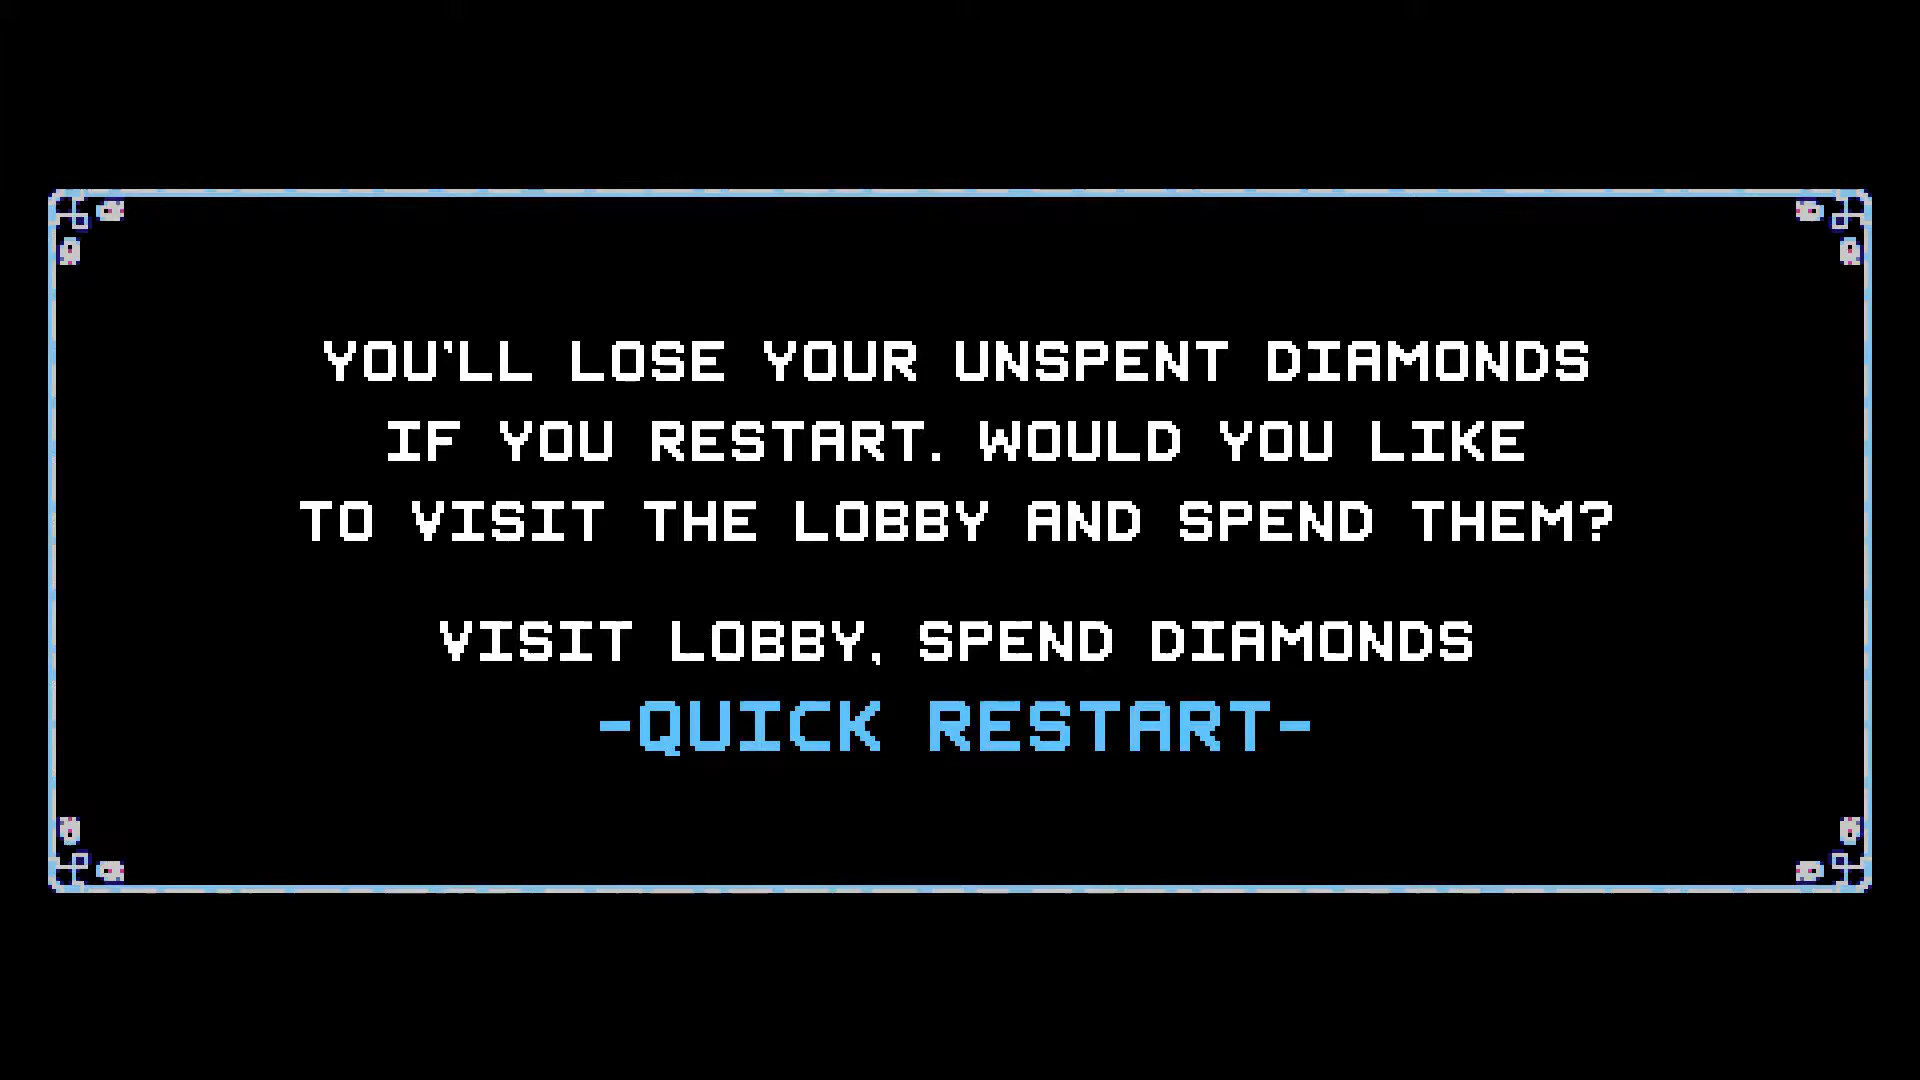 YOU'LL LOSE YOUR UNSPENT DIAMONDS
IF YOU RESTART. WOULD YOU LIKE
TO VISIT THE LOBBY AND SPEND THEM?
VISIT LOBBY, SPEND DIAMONDS
-QUICK RESTART-